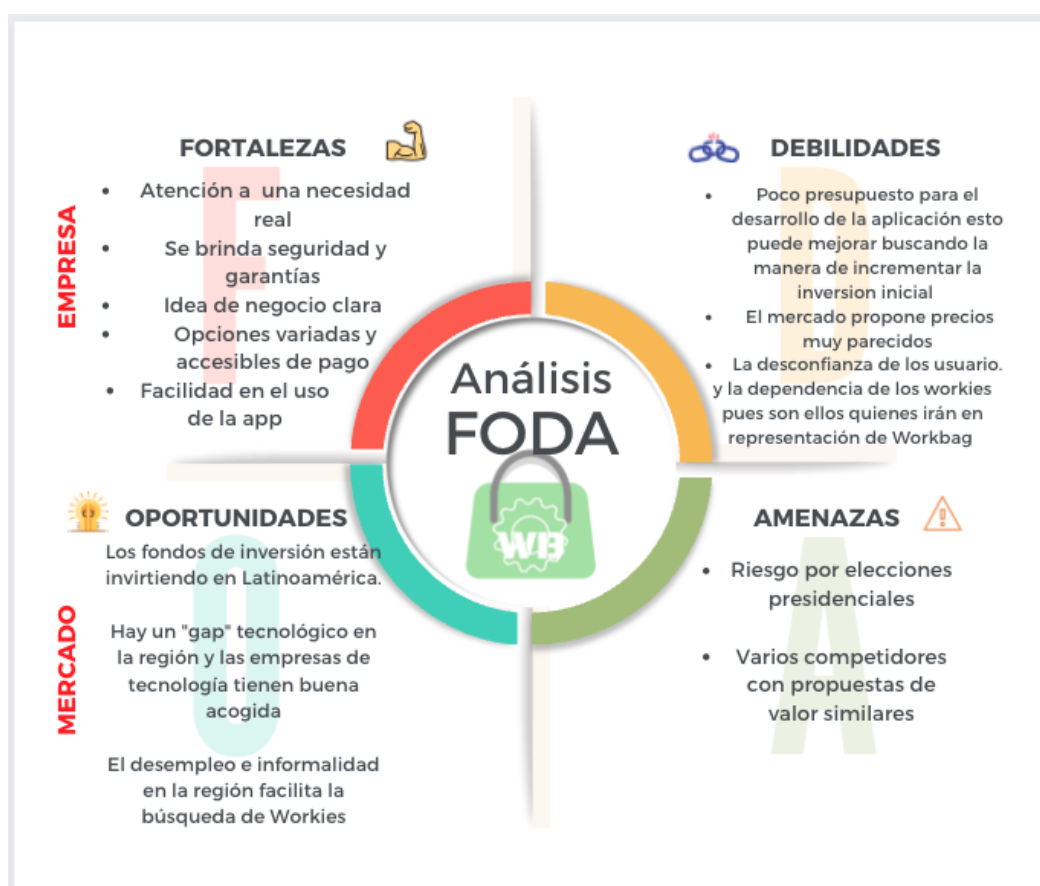 FORTALEZAS
• Atención a una necesidad
real
• Se brinda seguridad y
garantías
• Idea de negocio clara
• Opciones variadas y
accesibles de pago
• Facilidad en el uso
de la app
EMPRESA
F
DEBILIDADES
• Poco presupuesto para el
desarrollo de la aplicación esto
puede mejorar buscando la
manera de incrementar la
inversion inicial
• El mercado propone precios
muy parecidos
• La desconfianza de los usuario.
y la dependencia de los workies
pues son ellos quienes irán en
representación de Workbag
D
Análisis
FODA
WB
OPORTUNIDADES
Los fondos de inversión están
invirtiendo en Latinoamérica.
Hay un "gap" tecnológico en
la región y las empresas de
tecnología tienen buena
acogida
El desempleo e informalidad
en la región facilita la
búsqueda de Workies
MERCADO
O
AMENAZAS
• Riesgo por elecciones
presidenciales
• Varios competidores
con propuestas de
valor similares
A